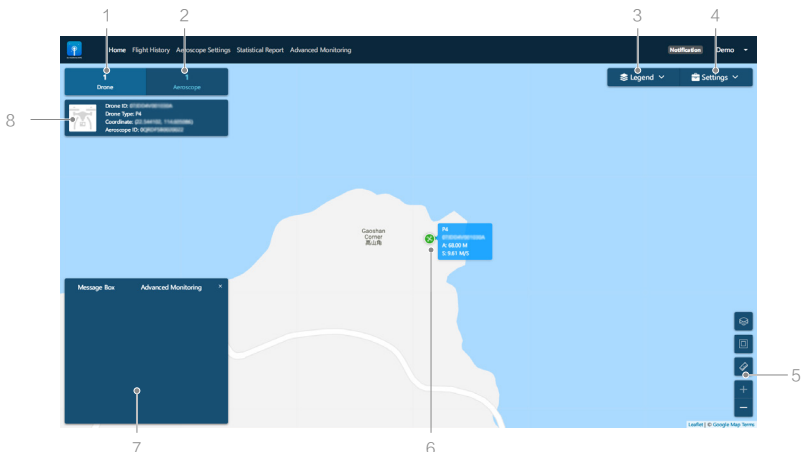 1
2
3
4
Home Flight History Aeroscope Settings Statistical Report Advanced Monitoring
Notification Demo
1
Drone
1
Aeroscope
Legend
Settings
8
Drone ID:
Drone Type: P4
Coordinate:
Aeroscope ID:
Gaoshan
Corner
高山角
P4
A: 66.00 M
S: 9.61 M/S
Message Box Advanced Monitoring ×
5
+
−
Leaflet | © Google Map Terms
7
6